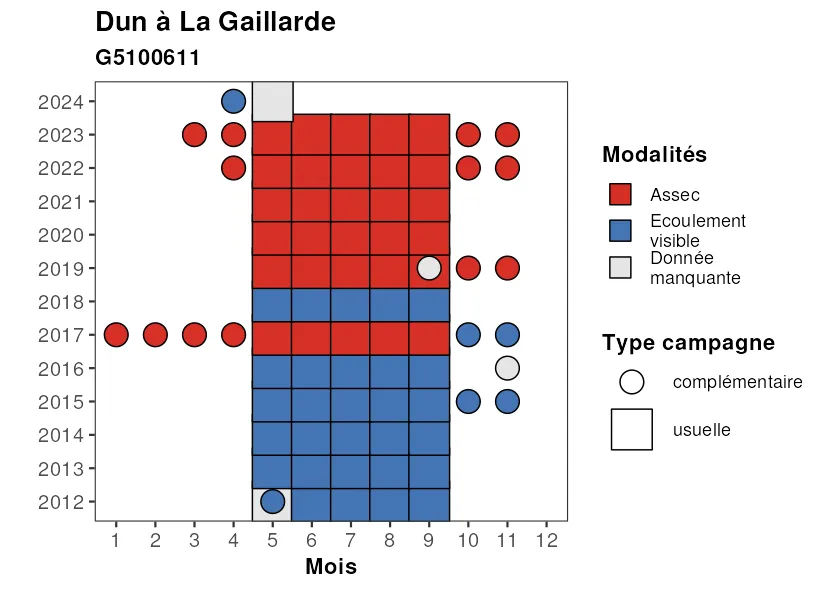 Dun à La Gaillarde
G5100611
2024
2023
2022
2021
2020
2019
2018
2017
2016
2015
2014
2013
2012
1 2 3 4 5 6 7 8 9 10 11 12
Mois
Modalités
Assec
Ecoulement
visible
Donnée
manquante
Type campagne
complémentaire
usuelle